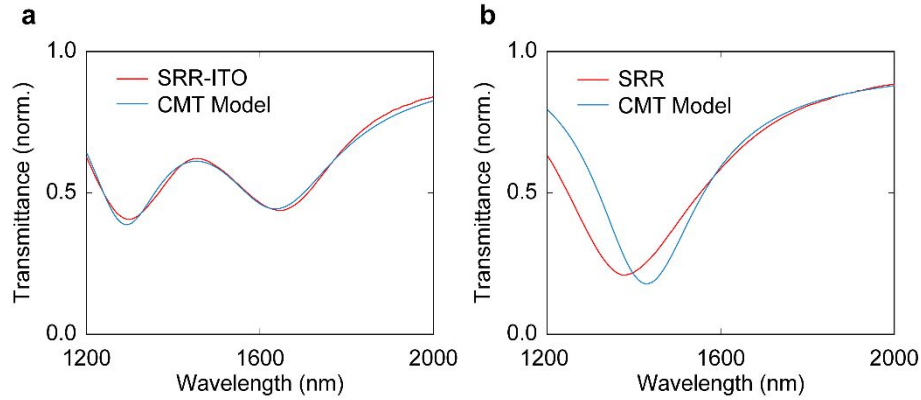 a
1.0
SRR-ITO
CMT Model
0.5
0.0
Transmittance (norm.)
1200
1600
2000
Wavelength (nm)
b
1.0
SRR
CMT Model
0.5
0.0
Transmittance (norm.)
1200
1600
2000
Wavelength (nm)